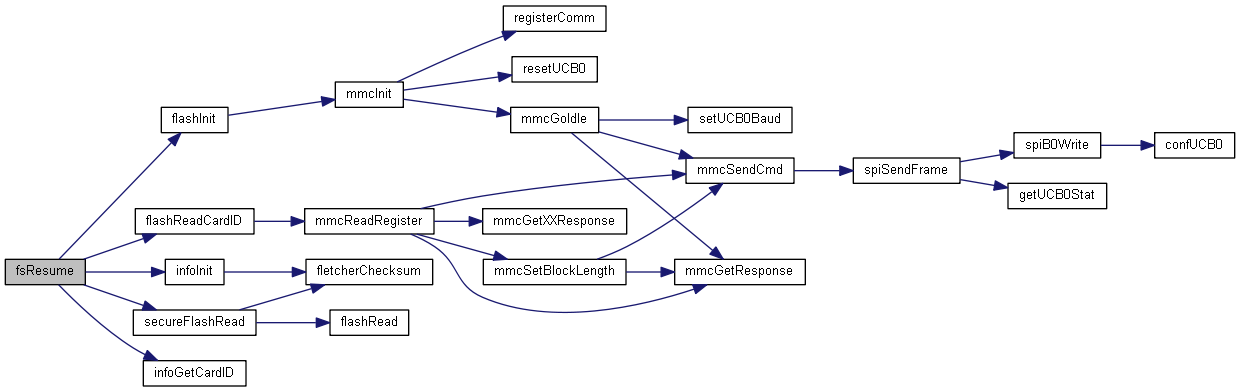 registerComm
resetUCB0
mmcInit
flashInit
mmcGoIdle
setUCB0Baud
spiB0Write
confUCB0
mmcSendCmd
spiSendFrame
getUCB0Stat
flashReadCardID
mmcReadRegister
mmcGetXXResponse
fsResume
infoInit
fletcherChecksum
mmcSetBlockLength
mmcGetResponse
secureFlashRead
flashRead
infoGetCardID